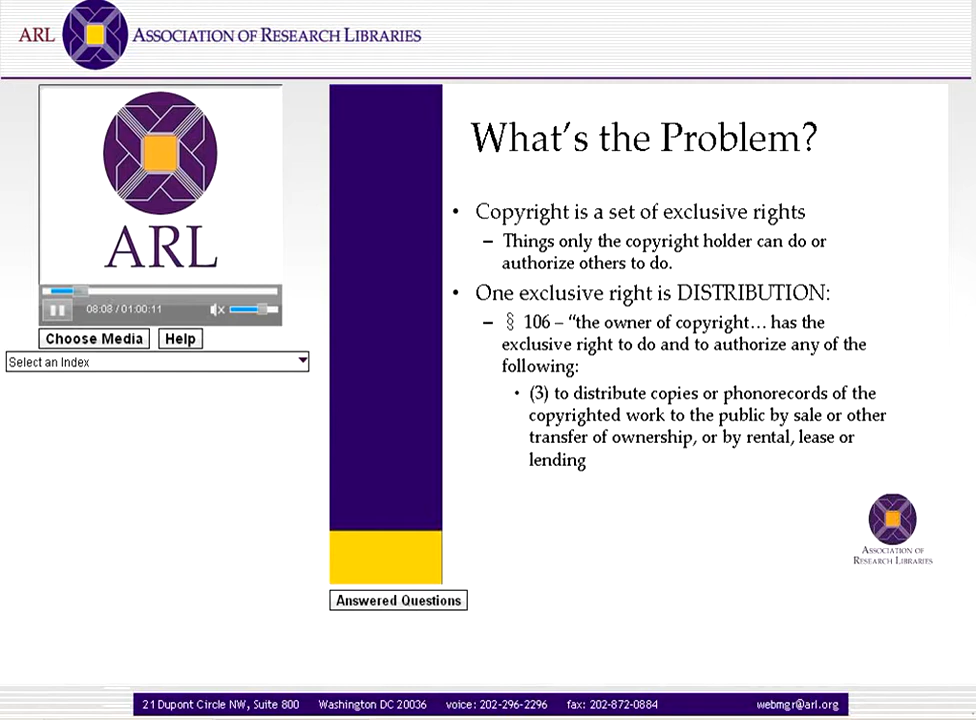 ARL ASSOCIATION OF RESEARCH LIBRARIES
ARL
08:08 / 01:00:11
Choose Media Help
Select an Index
What's the Problem?
• Copyright is a set of exclusive rights
– Things only the copyright holder can do or
authorize others to do.
• One exclusive right is DISTRIBUTION:
– § 106 – “the owner of copyright… has the
exclusive right to do and to authorize any of the
following:
• (3) to distribute copies or phonorecords of the
copyrighted work to the public by sale or other
transfer of ownership, or by rental, lease or
lending
ASSOCIATION OF
RESEARCH LIBRARIES
Answered Questions
21 Dupont Circle NW, Suite 800 Washington DC 20036 voice: 202-296-2296 fax: 202-872-0884 webmgr@arl.org